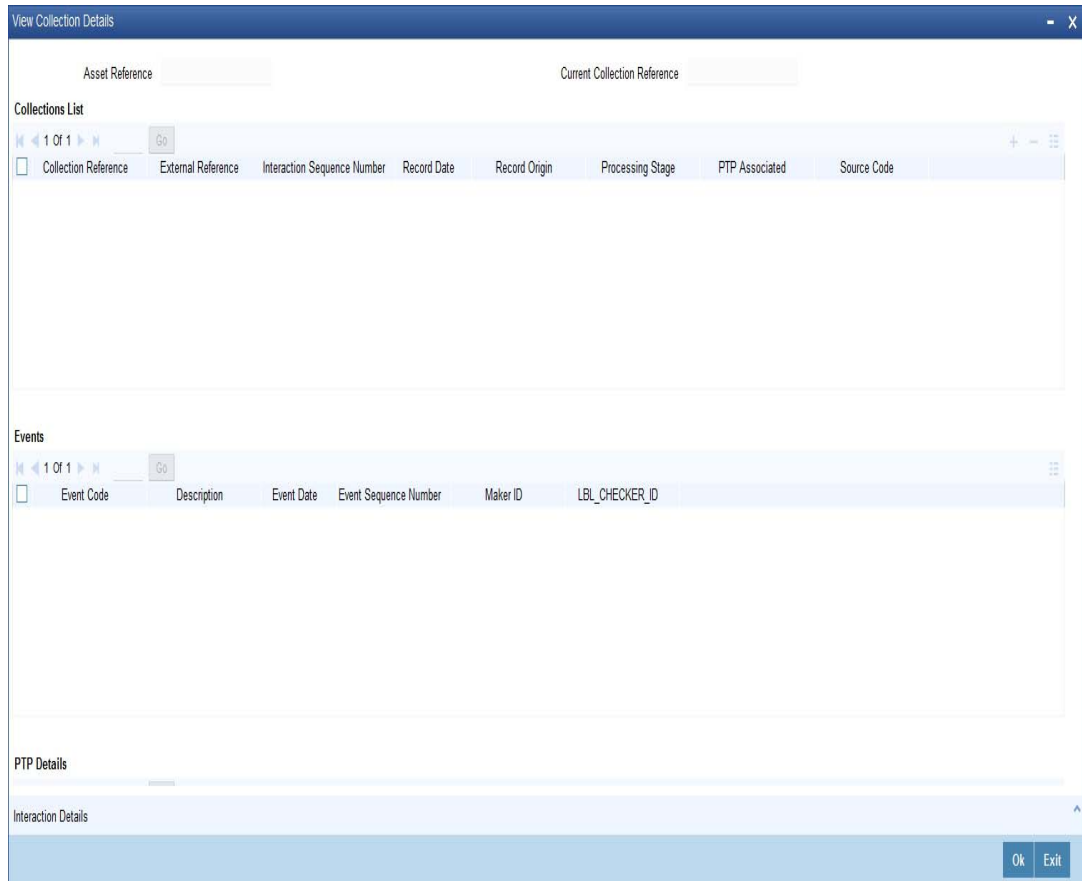 View Collection Details
Asset Reference Current Collection Reference
Collections List
1 Of 1 Go
Collection Reference External Reference Interaction Sequence Number Record Date Record Origin Processing Stage PTP Associated Source Code
Events
1 Of 1 Go
Event Code Description Event Date Event Sequence Number Maker ID LBL_CHECKER_ID
PTP Details
Interaction Details
Ok Exit